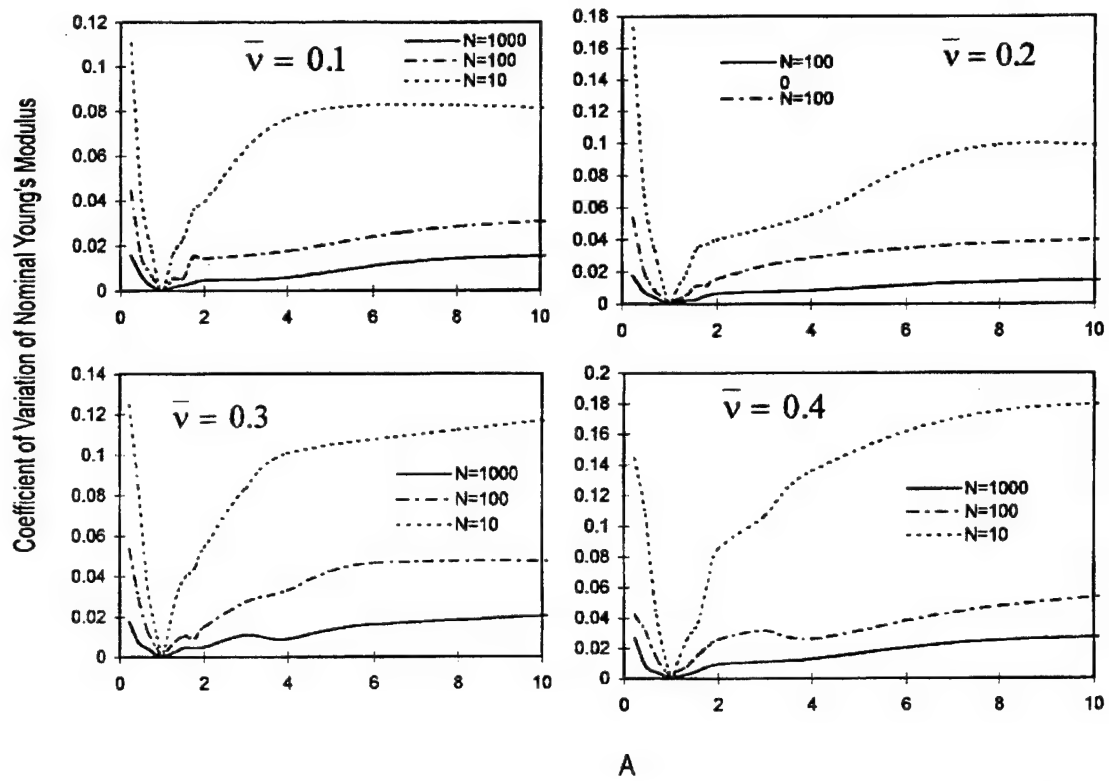 Coefficient of Variation of Nominal Young's Modulus
0.12
0.1
0.08
0.06
0.04
0.02
0
0 2 4 6 8 10
ν̅ = 0.1
N=1000
N=100
N=10
0.18
0.16
0.14
0.12
0.1
0.08
0.06
0.04
0.02
0
0 2 4 6 8 10
ν̅ = 0.2
N=100
0
N=100
0.14
0.12
0.1
0.08
0.06
0.04
0.02
0
0 2 4 6 8 10
ν̅ = 0.3
N=1000
N=100
N=10
0.2
0.18
0.16
0.14
0.12
0.1
0.08
0.06
0.04
0.02
0
0 2 4 6 8 10
ν̅ = 0.4
N=1000
N=100
N=10
A